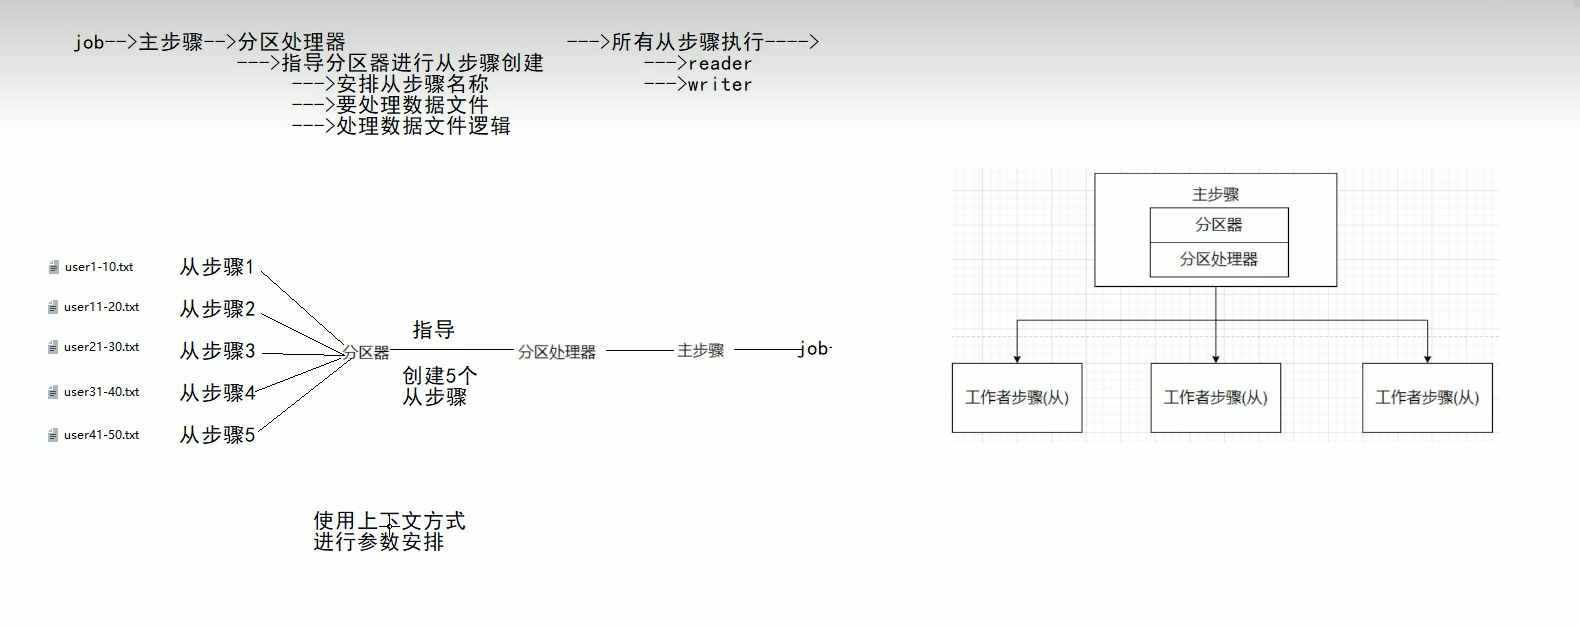 job-->主步骤-->分区处理器 --->所有从步骤执行---->
--->指导分区器进行从步骤创建 --->reader
--->安排从步骤名称 --->writer
--->要处理数据文件
--->处理数据文件逻辑
主步骤
分区器
分区处理器
工作者步骤(从) 工作者步骤(从) 工作者步骤(从)
user1-10.txt 从步骤1
user11-20.txt 从步骤2
user21-30.txt 从步骤3
user31-40.txt 从步骤4
user41-50.txt 从步骤5
指导
分区器 分区处理器 主步骤 job
创建5个
从步骤
使用上下文方式
进行参数安排